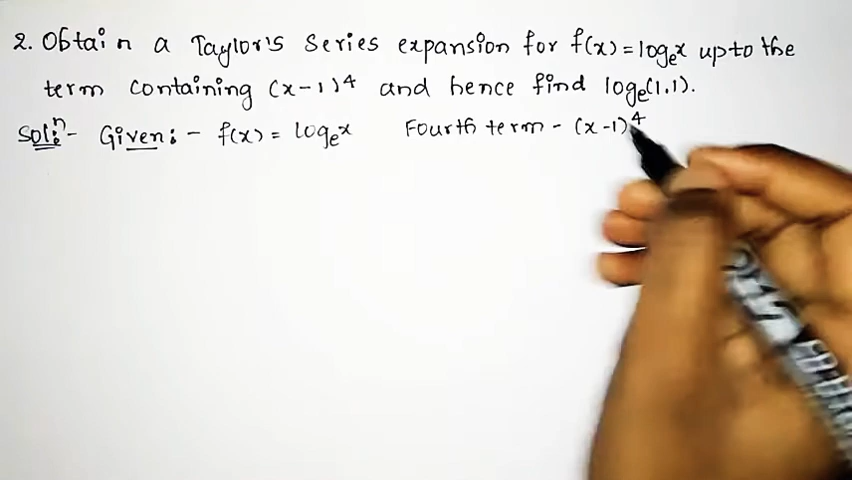 2. Obtain a Taylor's Series expansion for f(x) = logₑx upto the
term containing (x-1)⁴ and hence find logₑ(1.1).
Solⁿ:- Given:- f(x) = logₑx Fourth term - (x-1)⁴